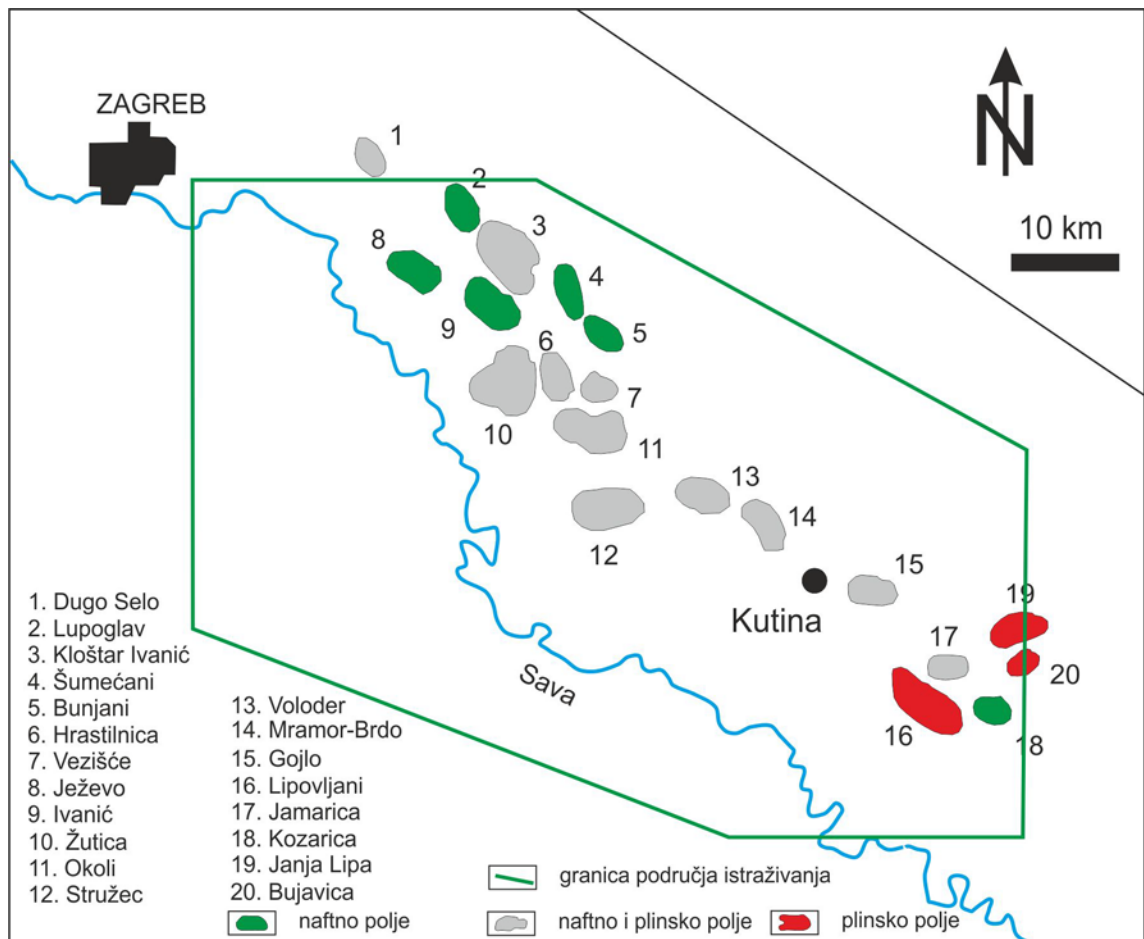 ZAGREB
N
1
2
3
10 km
8
4
9
5
6
7
10
11
13
14
12
15
Kutina
19
17
20
Sava
16
18
1. Dugo Selo
2. Lupoglav
3. Kloštar Ivanić
4. Šumećani
5. Bunjani
6. Hrastilnica
7. Vezišće
8. Ježevo
9. Ivanić
10. Žutica
11. Okoli
12. Stružec
13. Voloder
14. Mramor-Brdo
15. Gojlo
16. Lipovljani
17. Jamarica
18. Kozarica
19. Janja Lipa
20. Bujavica
granica područja istraživanja
naftno polje
naftno i plinsko polje
plinsko polje